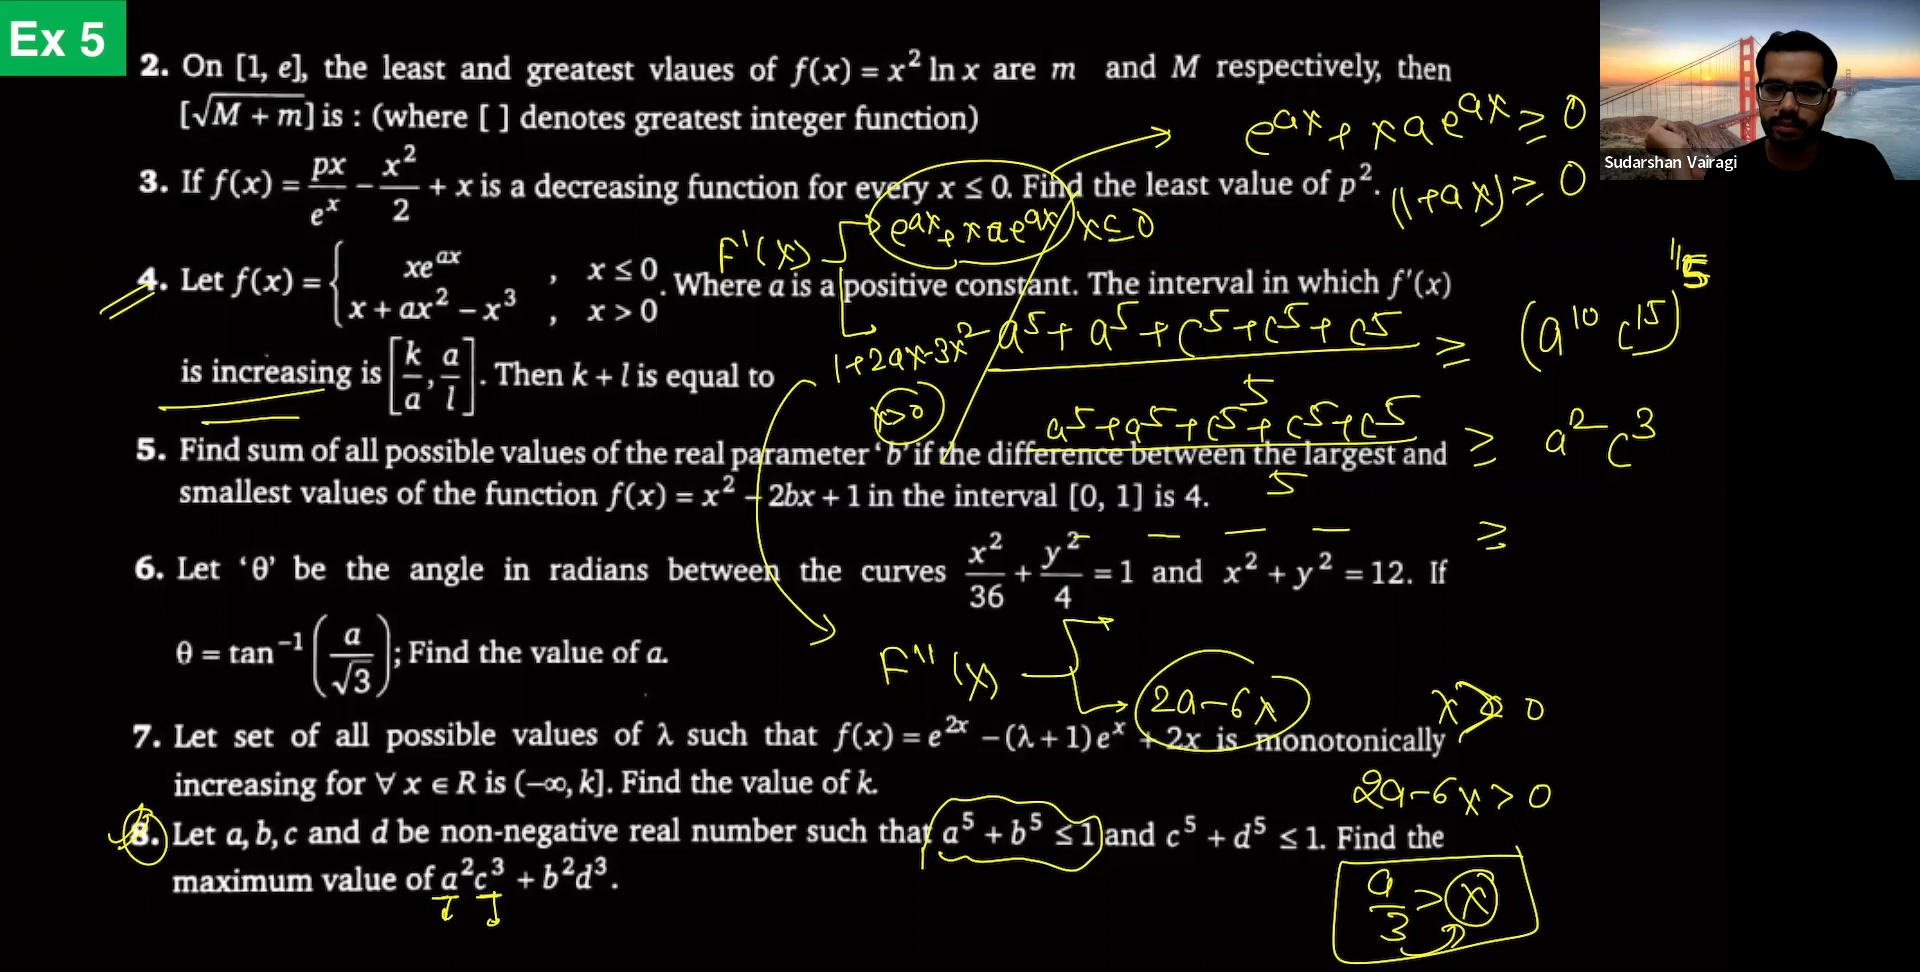 Ex 5
2. On [1, e], the least and greatest vlaues of f(x) = x² ln x are m and M respectively, then
[√(M + m)] is : (where [ ] denotes greatest integer function)
e^ax + xae^ax ≥ 0
Sudarshan Vairagi
3. If f(x) = px/e^x − x²/2 + x is a decreasing function for every x ≤ 0. Find the least value of p².
(1+ax) ≥ 0
F'(x) e^ax + xae^ax, x ≤ 0
4. Let f(x) = { xe^ax , x ≤ 0
x + ax² − x³ , x > 0 . Where a is a positive constant. The interval in which f′(x)
1+2ax−3x² x>0
(a⁵ + a⁵ + c⁵ + c⁵ + c⁵)/5 ≥ (a¹⁰ c¹⁵)^1/5
is increasing is [k/a, a/l]. Then k + l is equal to
(a⁵+a⁵+c⁵+c⁵+c⁵)/5 ≥ a²c³
5. Find sum of all possible values of the real parameter ‘b’ if the difference between the largest and
smallest values of the function f(x) = x² − 2bx + 1 in the interval [0, 1] is 4.
– – – – ≥
6. Let ‘θ’ be the angle in radians between the curves x²/36 + y²/4 = 1 and x² + y² = 12. If
θ = tan⁻¹(a/√3); Find the value of a.
F''(x) 2a−6x x > 0
7. Let set of all possible values of λ such that f(x) = e^2x − (λ + 1)e^x + 2x is monotonically
increasing for ∀ x ∈ R is (−∞, k]. Find the value of k.
2a−6x > 0
8. Let a, b, c and d be non-negative real number such that a⁵ + b⁵ ≤ 1 and c⁵ + d⁵ ≤ 1. Find the
maximum value of a²c³ + b²d³.
a/3 > x